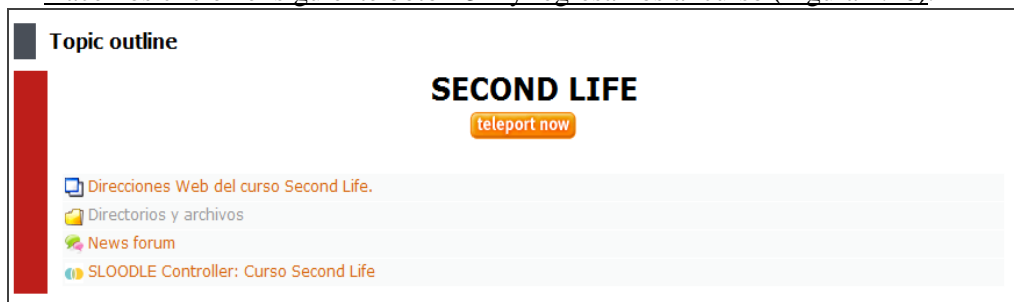 Topic outline
SECOND LIFE
teleport now
Direcciones Web del curso Second Life.
Directorios y archivos
News forum
SLOODLE Controller: Curso Second Life